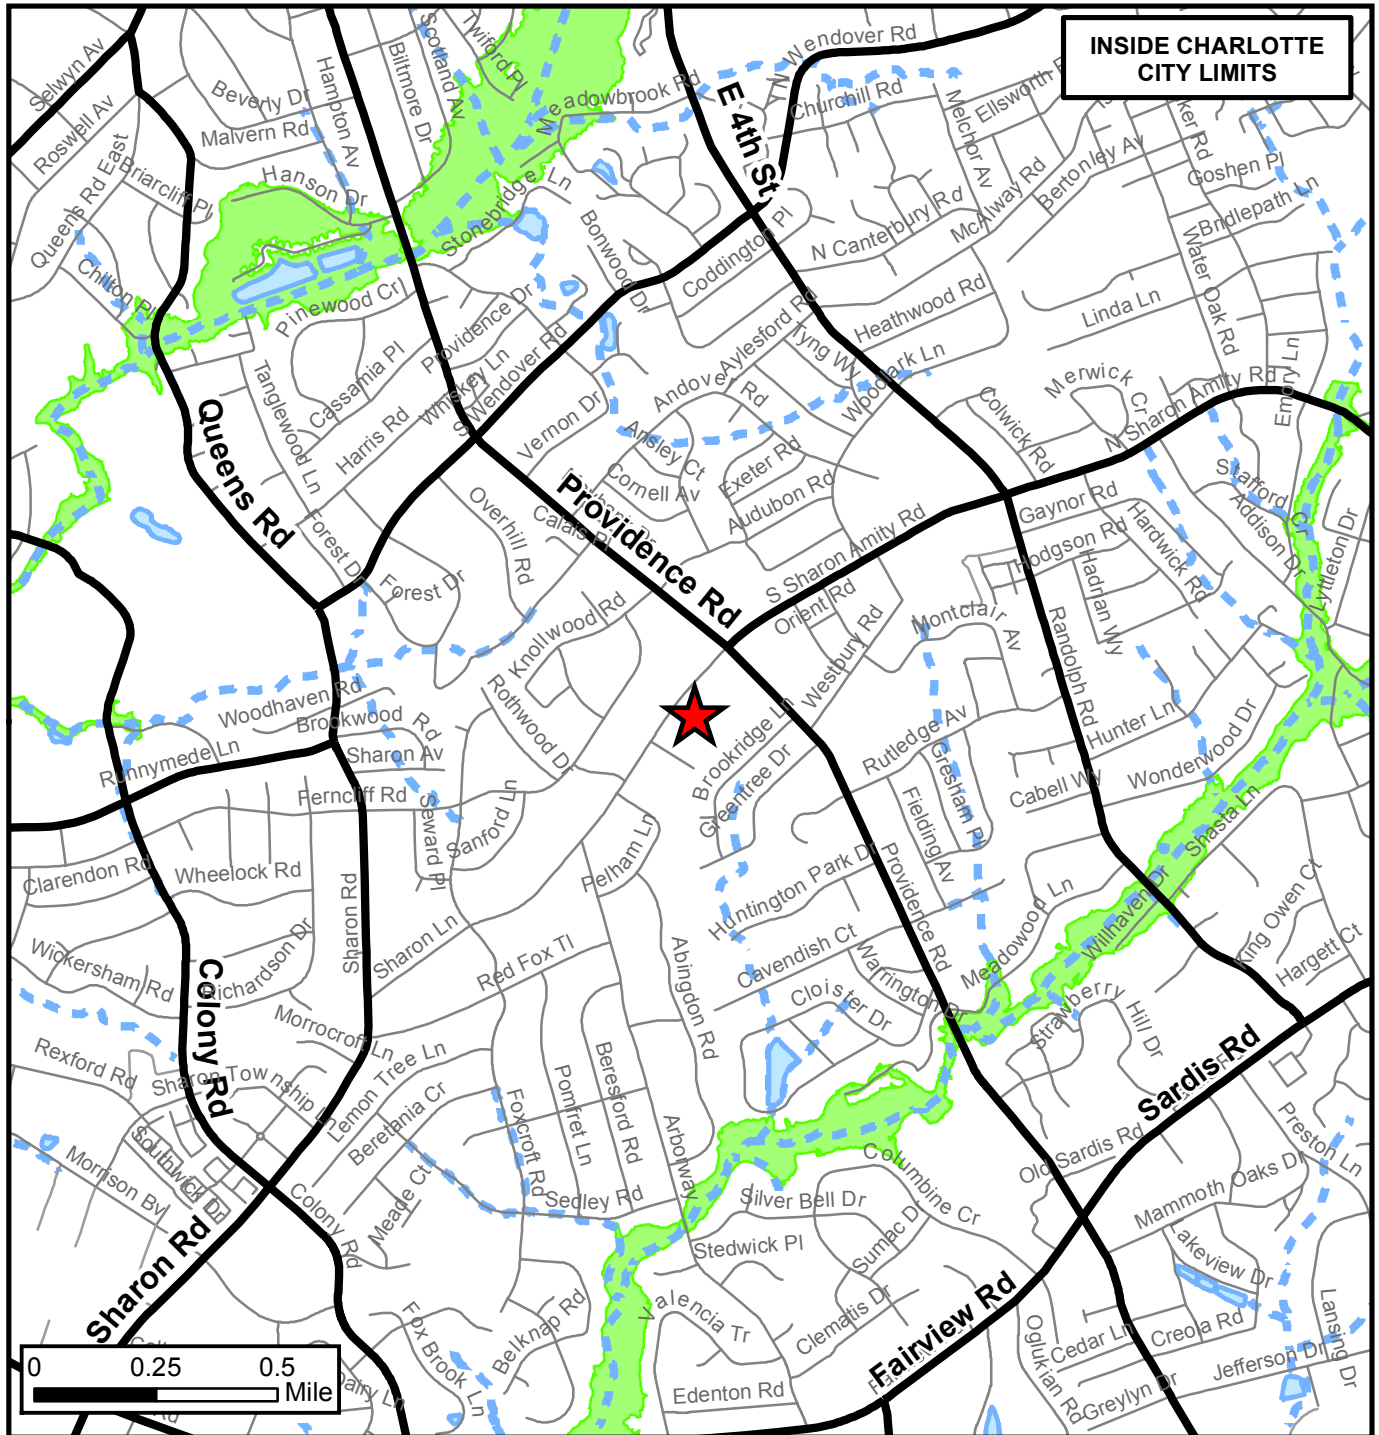 INSIDE CHARLOTTE
CITY LIMITS
Selwyn Av
Roswell Av
Queens Rd East
Briarcliff Pl
Chilton Pl
Beverly Dr
Malvern Rd
Hanson Dr
Hampton Av
Biltmore Dr
Scotland Av
Twiford Pl
Meadowbrook Rd
Stonebridge Ln
Bonwood Dr
N Wendover Rd
E 4th St
Churchill Rd
Melchor Av
Ellsworth
Bertonley Av
McAlway Rd
N Canterbury Rd
Coddington Pl
Goshen Pl
Bridlepath Ln
Water Oak Rd
Linda Ln
Heathwood Rd
Pinewood Cr
Cassamia Pl
Providence Dr
Whiskey Ln
S Wendover Rd
Harris Rd
Tanglewood Ln
Vernon Dr
Aylesford Rd
Andover Rd
Tyng Wy
Woodlark Ln
Ansley Ct
Cornell Av
Exeter Rd
Audubon Rd
Colwick Rd
Merwick Cr
N Sharon Amity Rd
Emory Ln
Stafford Cr
Addison Dr
Lyttleton Dr
Queens Rd
Forest Dr
Forest Dr
Overhill Rd
Calais Pl
Providence Rd
S Sharon Amity Rd
Orient Rd
Westbury Rd
Gaynor Rd
Hodgson Rd
Hadrian Wy
Hardwick Rd
Montclair Av
Randolph Rd
Knollwood Rd
Rothwood Dr
Woodhaven Rd
Brookwood Rd
Runnymede Ln
Sharon Av
Ferncliff Rd
Seward Pl
Sanford Ln
Brookridge Ln
Greentree Dr
Rutledge Av
Gresham Pl
Fielding Av
Hunter Ln
Cabell Wy
Wonderwood Dr
Shasta Ln
Clarendon Rd
Wheelock Rd
Sharon Rd
Pelham Ln
Huntington Park Dr
Providence Rd
Meadowood Ln
Willhaven Dr
King Owen Ct
Hargett Ct
Wickersham Rd
Richardson Dr
Sharon Ln
Red Fox Tl
Abingdon Rd
Cavendish Ct
Warrington Dr
Cloister Dr
Strawberry Hill Dr
Colony Rd
Morrocroft Ln
Rexford Rd
Sharon Township Ln
Lemon Tree Ln
Beretania Cr
Foxcroft Rd
Pomfret Ln
Beresford Rd
Arborway
Sardis Rd
Old Sardis Rd
Preston Ln
Southwick Dr
Morrison Bv
Colony Rd
Meade Ct
Sedley Rd
Silver Bell Dr
Columbine Cr
Mammoth Oaks Dr
Sharon Rd
Stedwick Pl
Sumac Dr
Lakeview Dr
Valencia Tr
Clematis Dr
Fairview Rd
Fox Brook Ln
Belknap Rd
Edenton Rd
Oglukian Rd
Cedar Ln
Creola Rd
Greylyn Dr
Jefferson Dr
Lansing Dr
0 0.25 0.5
Mile